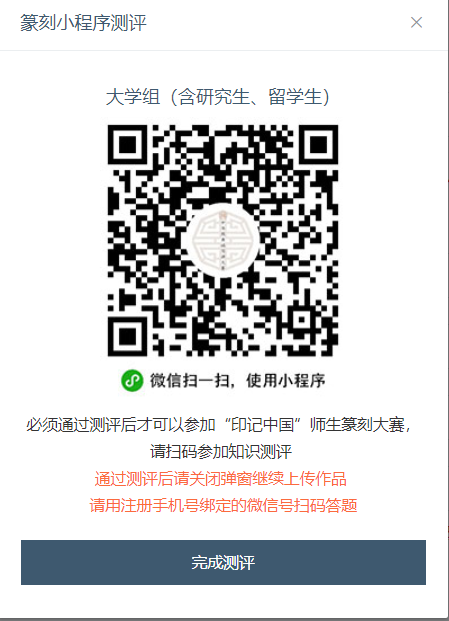 篆刻小程序测评
大学组（含研究生、留学生）
微信扫一扫，使用小程序
必须通过测评后才可以参加“印记中国”师生篆刻大赛，
请扫码参加知识测评
通过测评后请关闭弹窗继续上传作品
请用注册手机号绑定的微信号扫码答题
完成测评